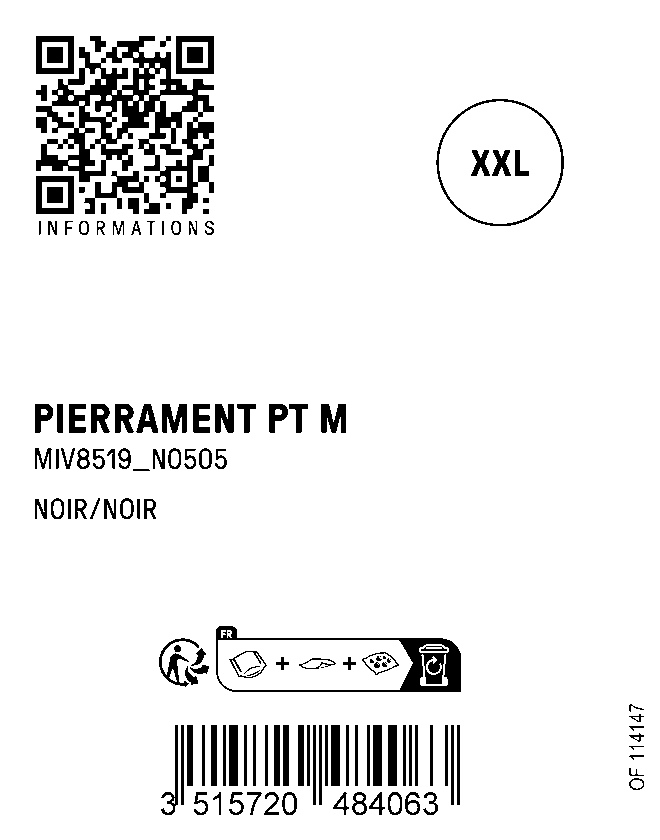 INFORMATIONS
XXL
PIERRAMENT PT M
MIV8519_N0505
NOIR/NOIR
FR
3 515720 484063
OF 114147